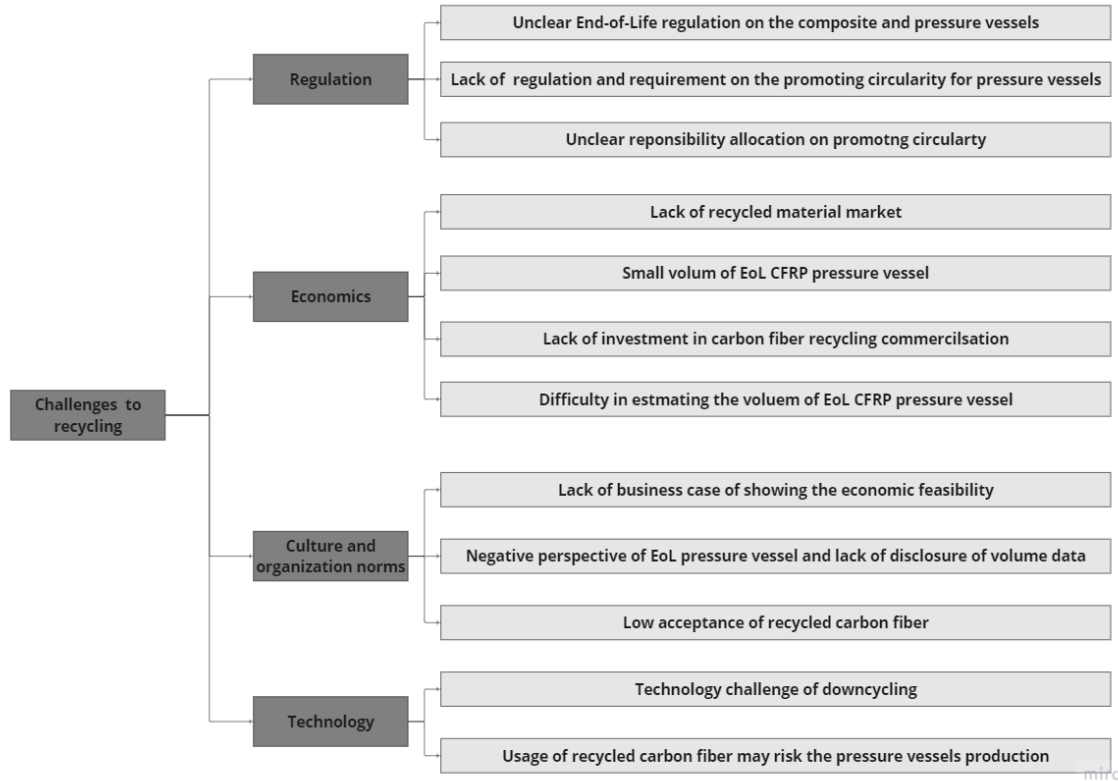 Challenges to
recycling
Regulation
Unclear End-of-Life regulation on the composite and pressure vessels
Lack of regulation and requirement on the promoting circularity for pressure vessels
Unclear reponsibility allocation on promotng circularty
Economics
Lack of recycled material market
Small volum of EoL CFRP pressure vessel
Lack of investment in carbon fiber recycling commercilsation
Difficulty in estmating the voluem of EoL CFRP pressure vessel
Culture and
organization norms
Lack of business case of showing the economic feasibility
Negative perspective of EoL pressure vessel and lack of disclosure of volume data
Low acceptance of recycled carbon fiber
Technology
Technology challenge of downcycling
Usage of recycled carbon fiber may risk the pressure vessels production
miro